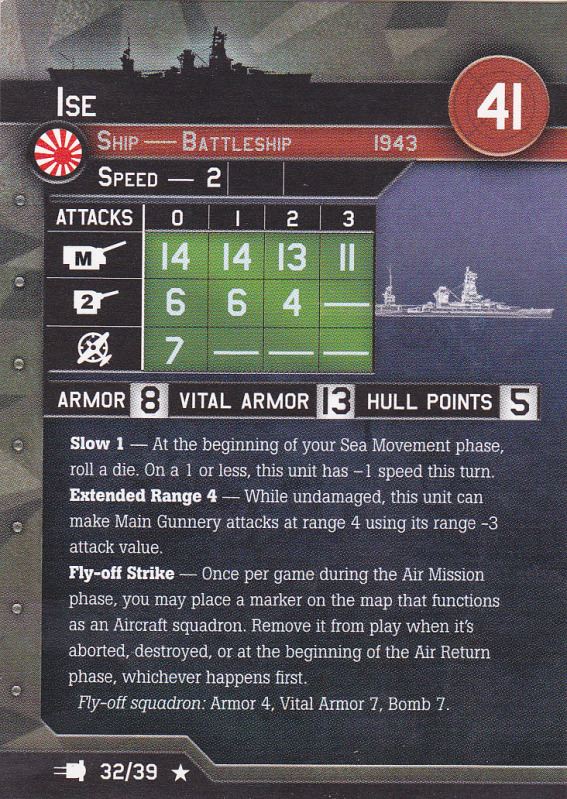 Ise
41
Ship — Battleship 1943
Speed — 2
ATTACKS 0 1 2 3
M 14 14 13 11
2 6 6 4 —
7 — — —
ARMOR 8 VITAL ARMOR 13 HULL POINTS 5
Slow 1 — At the beginning of your Sea Movement phase,
roll a die. On a 1 or less, this unit has –1 speed this turn.
Extended Range 4 — While undamaged, this unit can
make Main Gunnery attacks at range 4 using its range –3
attack value.
Fly-off Strike — Once per game during the Air Mission
phase, you may place a marker on the map that functions
as an Aircraft squadron. Remove it from play when it's
aborted, destroyed, or at the beginning of the Air Return
phase, whichever happens first.
Fly-off squadron: Armor 4, Vital Armor 7, Bomb 7.
32/39 ★